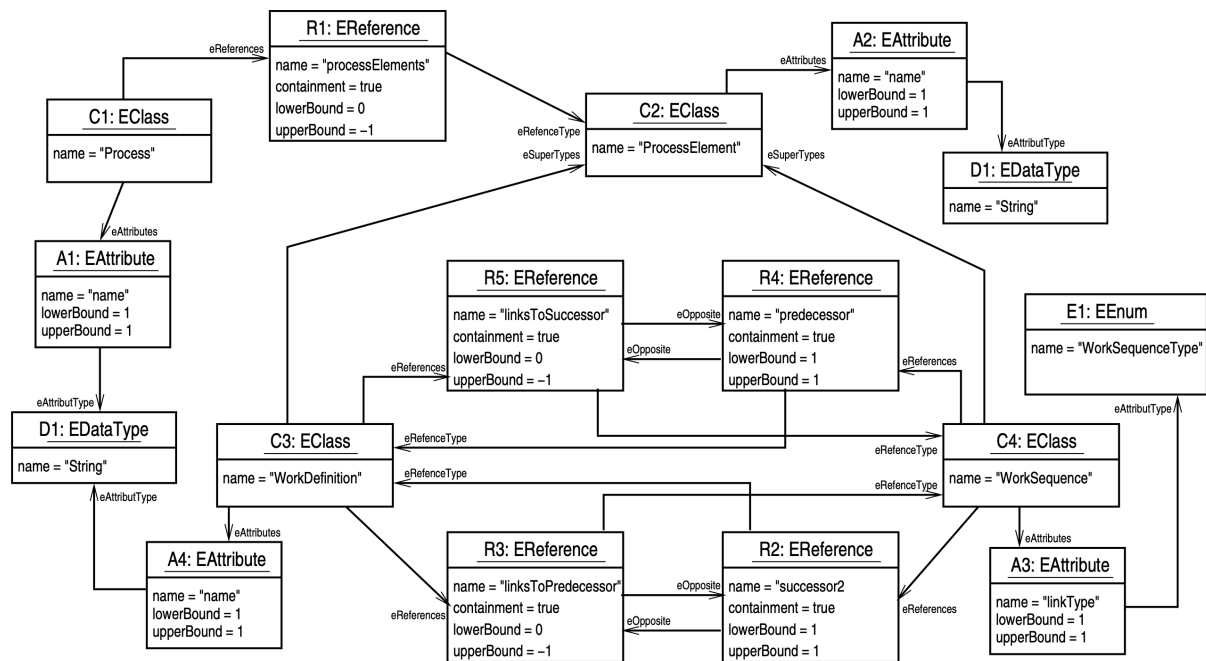 R1: EReference
name = "processElements"
containment = true
lowerBound = 0
upperBound = −1
eReferences
A2: EAttribute
name = "name"
lowerBound = 1
upperBound = 1
eAttributes
C1: EClass
name = "Process"
C2: EClass
name = "ProcessElement"
eRefenceType
eSuperTypes
eSuperTypes
eAttributType
D1: EDataType
name = "String"
eAttributes
A1: EAttribute
name = "name"
lowerBound = 1
upperBound = 1
R5: EReference
name = "linksToSuccessor"
containment = true
lowerBound = 0
upperBound = −1
eOpposite
eOpposite
R4: EReference
name = "predecessor"
containment = true
lowerBound = 1
upperBound = 1
E1: EEnum
name = "WorkSequenceType"
eReferences
eReferences
eAttributType
eAttributType
D1: EDataType
name = "String"
C3: EClass
name = "WorkDefinition"
eRefenceType
eRefenceType
eRefenceType
eRefenceType
C4: EClass
name = "WorkSequence"
eAttributType
eAttributes
A4: EAttribute
name = "name"
lowerBound = 1
upperBound = 1
R3: EReference
name = "linksToPredecessor"
containment = true
lowerBound = 0
upperBound = −1
eReferences
eOpposite
eOpposite
R2: EReference
name = "successor2
containment = true
lowerBound = 1
upperBound = 1
eReferences
eAttributes
A3: EAttribute
name = "linkType"
lowerBound = 1
upperBound = 1